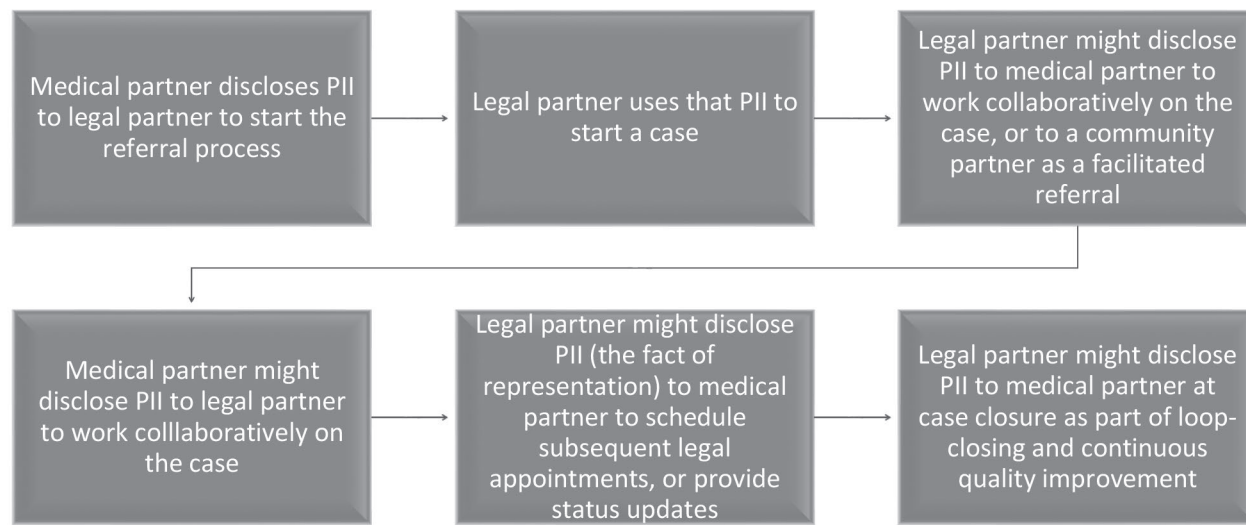 Medical partner discloses PII
to legal partner to start the
referral process
Legal partner uses that PII to
start a case
Legal partner might disclose
PII to medical partner to
work collaboratively on the
case, or to a community
partner as a facilitated
referral
Medical partner might
disclose PII to legal partner
to work colllaboratively on
the case
Legal partner might disclose
PII (the fact of
representation) to medical
partner to schedule
subsequent legal
appointments, or provide
status updates
Legal partner might disclose
PII to medical partner at
case closure as part of loop-
closing and continuous
quality improvement